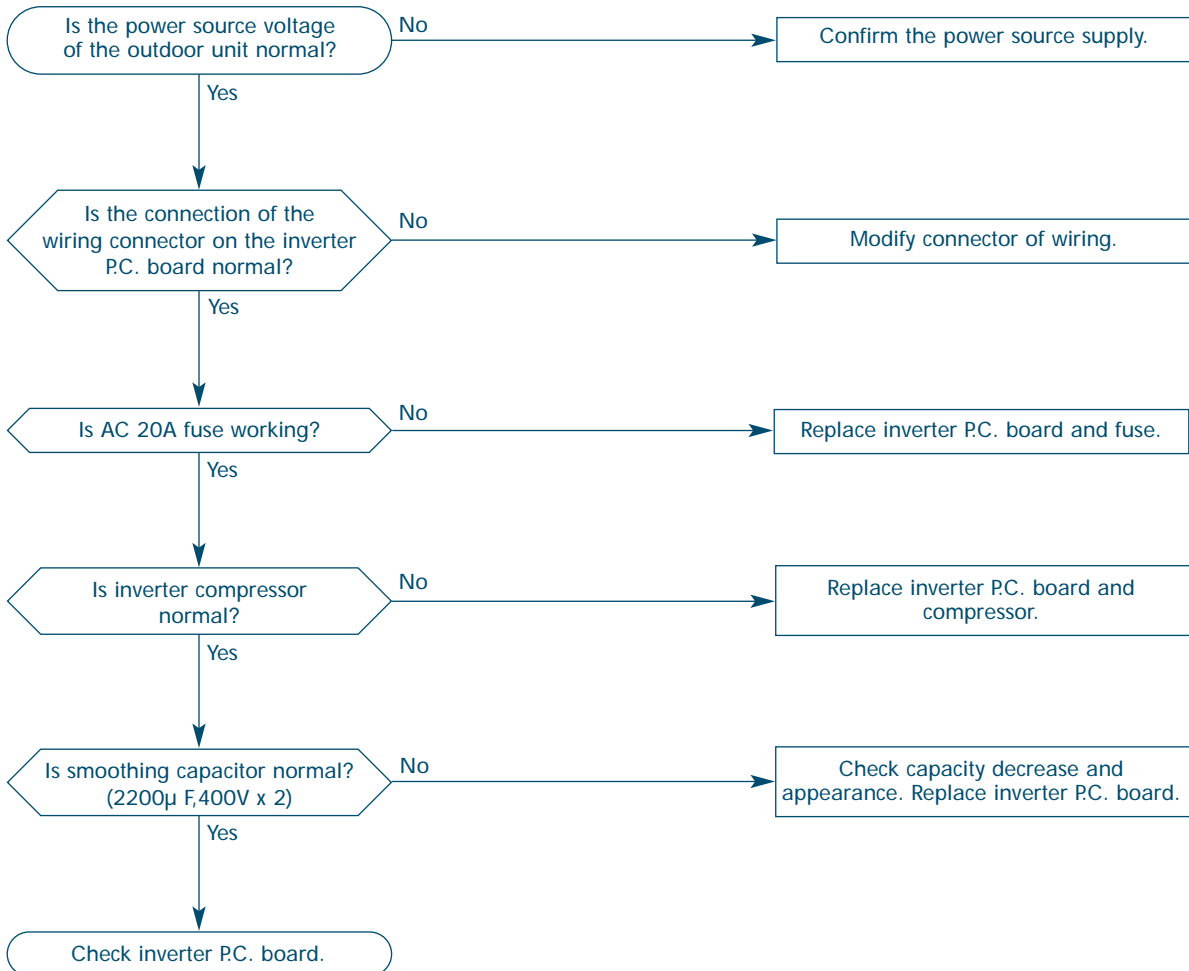 Is the power source voltage
of the outdoor unit normal?
No
Confirm the power source supply.
Yes
Is the connection of the
wiring connector on the inverter
P.C. board normal?
No
Modify connector of wiring.
Yes
Is AC 20A fuse working?
No
Replace inverter P.C. board and fuse.
Yes
Is inverter compressor
normal?
No
Replace inverter P.C. board and
compressor.
Yes
Is smoothing capacitor normal?
(2200µ F,400V x 2)
No
Check capacity decrease and
appearance. Replace inverter P.C. board.
Yes
Check inverter P.C. board.